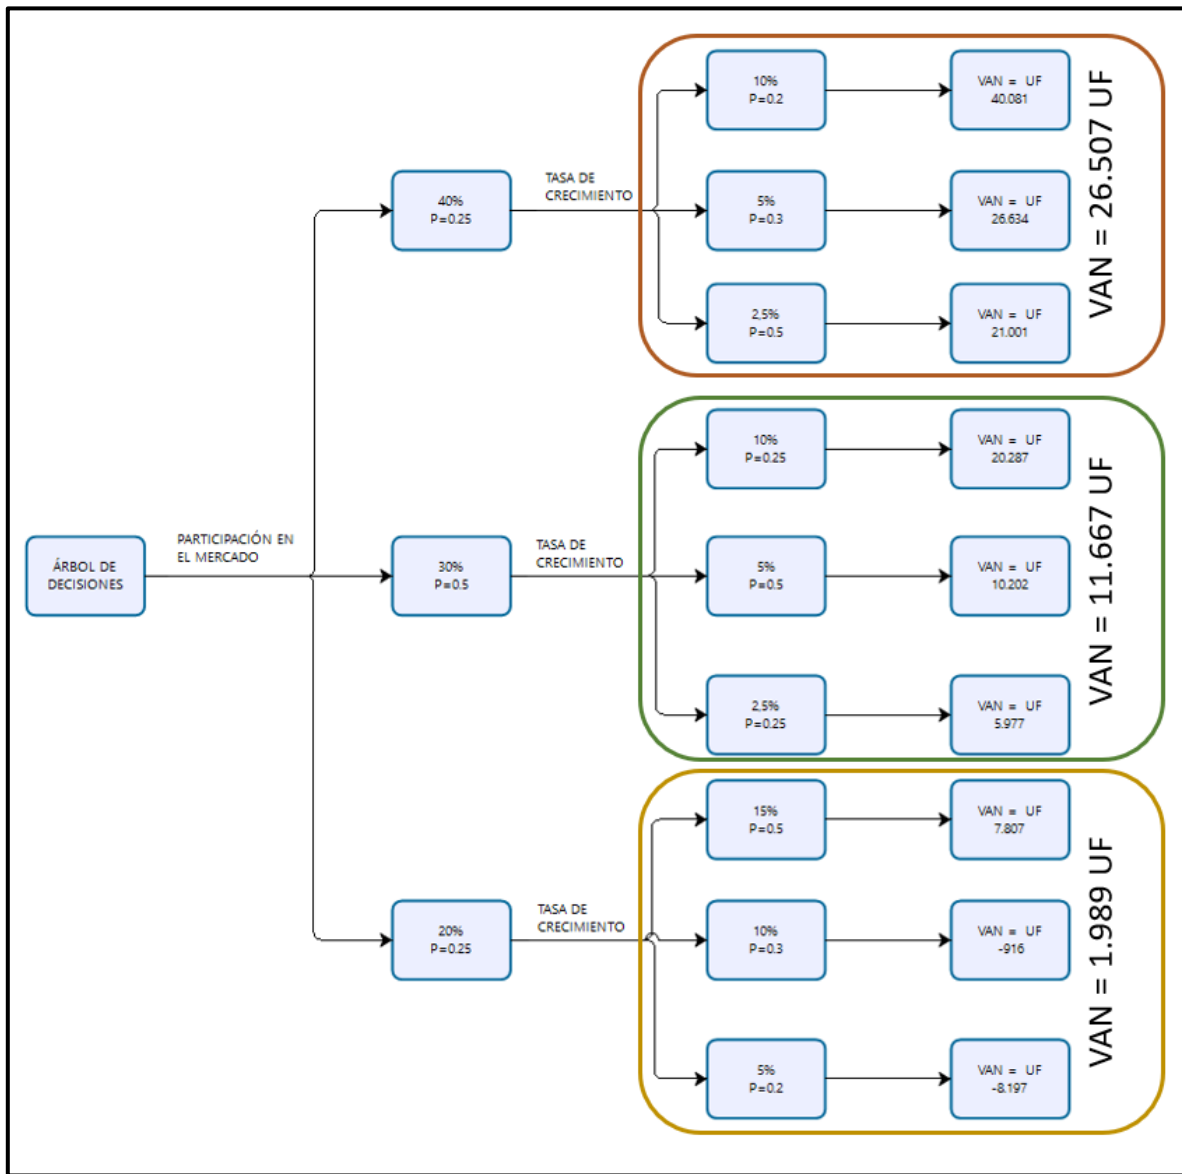 ÁRBOL DE
DECISIONES
PARTICIPACIÓN EN
EL MERCADO
40%
P=0.25
TASA DE
CRECIMIENTO
10%
P=0.2
VAN = UF
40.081
5%
P=0.3
VAN = UF
26.634
2,5%
P=0.5
VAN = UF
21.001
VAN = 26.507 UF
30%
P=0.5
TASA DE
CRECIMIENTO
10%
P=0.25
VAN = UF
20.287
5%
P=0.5
VAN = UF
10.202
2,5%
P=0.25
VAN = UF
5.977
VAN = 11.667 UF
20%
P=0.25
TASA DE
CRECIMIENTO
15%
P=0.5
VAN = UF
7.807
10%
P=0.3
VAN = UF
-916
5%
P=0.2
VAN = UF
-8.197
VAN = 1.989 UF